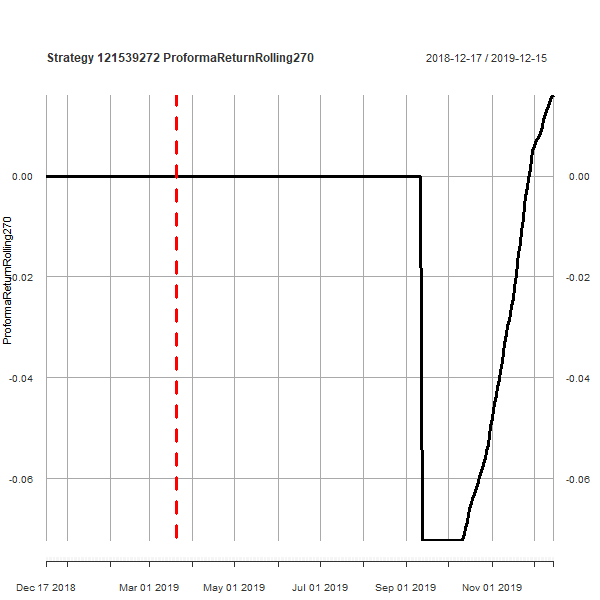 Strategy 121539272 ProformaReturnRolling270
2018-12-17 / 2019-12-15
ProformaReturnRolling270
0.00
-0.02
-0.04
-0.06
0.00
-0.02
-0.04
-0.06
Dec 17 2018 Mar 01 2019 May 01 2019 Jul 01 2019 Sep 01 2019 Nov 01 2019